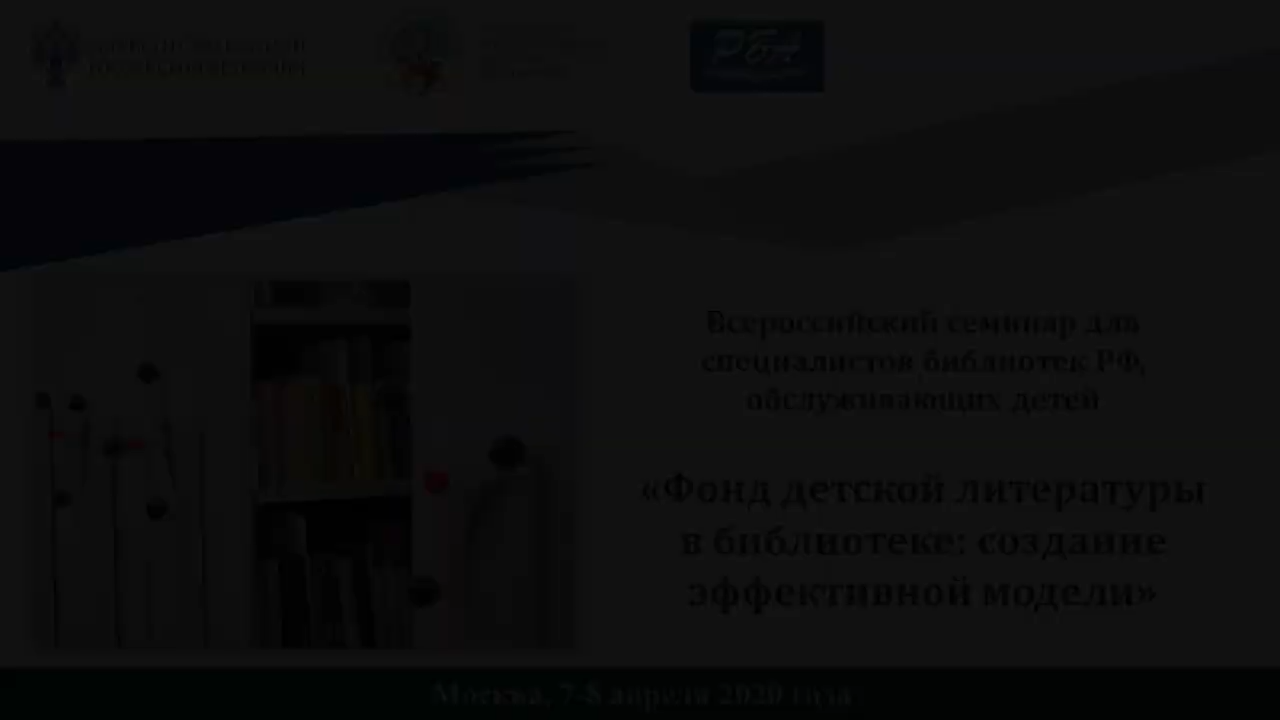 РБА
Всероссийский семинар для
специалистов библиотек РФ,
обслуживающих детей
«Фонд детской литературы
в библиотеке: создание
эффективной модели»
Москва, 7-8 апреля 2020 года